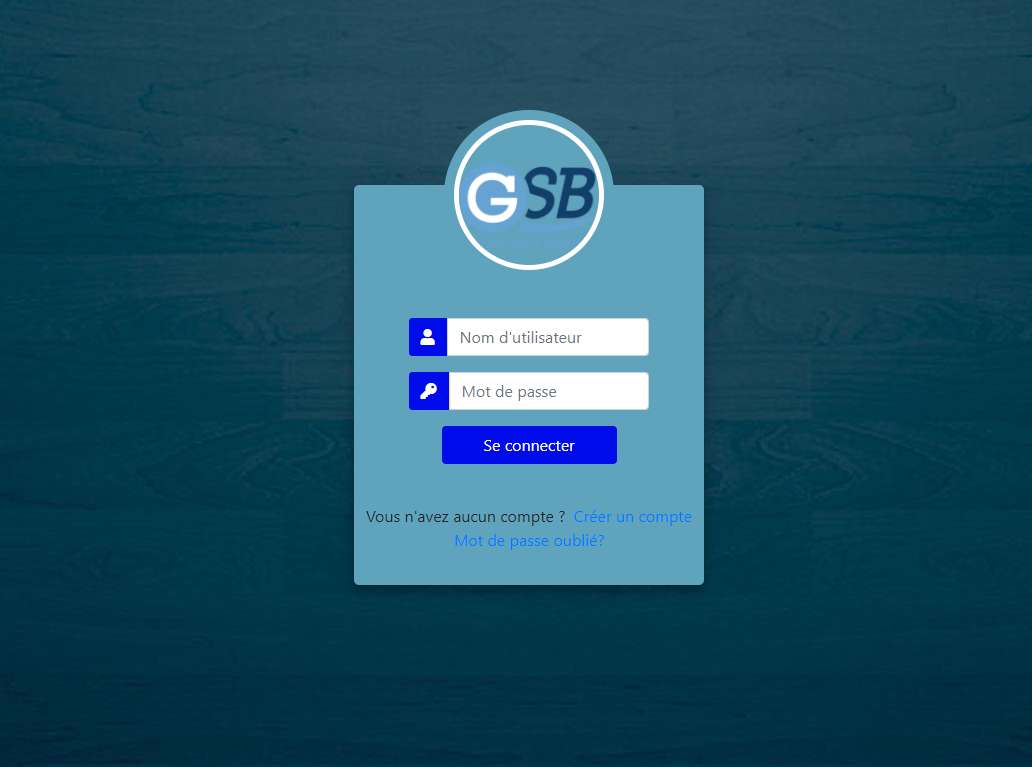 GSB
Nom d'utilisateur
Mot de passe
Se connecter
Vous n'avez aucun compte ? Créer un compte
Mot de passe oublié?